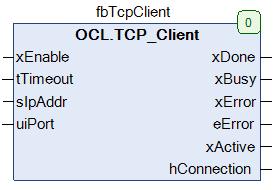 fbTcpClient
0
OCL.TCP_Client
xEnable xDone
tTimeout xBusy
sIpAddr xError
uiPort eError
xActive
hConnection